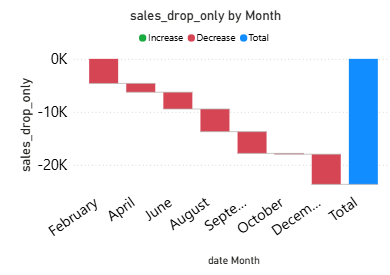 sales_drop_only by Month
Increase Decrease Total
sales_drop_only
0K
-10K
-20K
February
April
June
August
Septe...
October
Decem...
Total
date Month